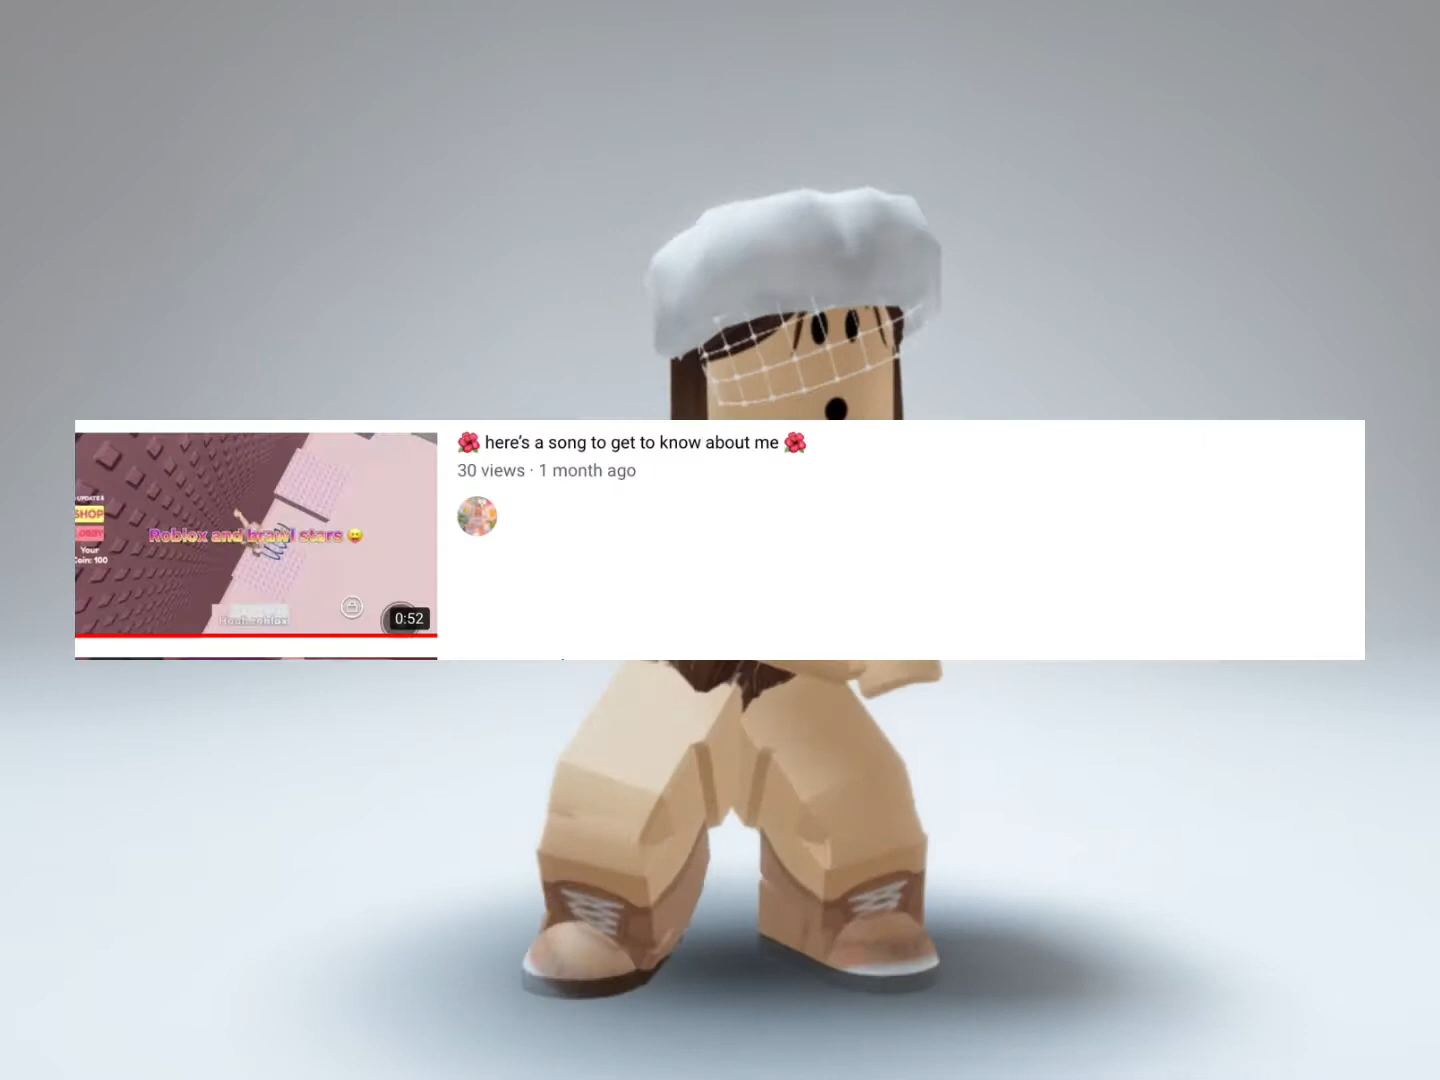 🌺 here's a song to get to know about me 🌺
30 views · 1 month ago
UPDATES
SHOP
Your
Coin: 100
Roblox and brawl stars 😛
0:52